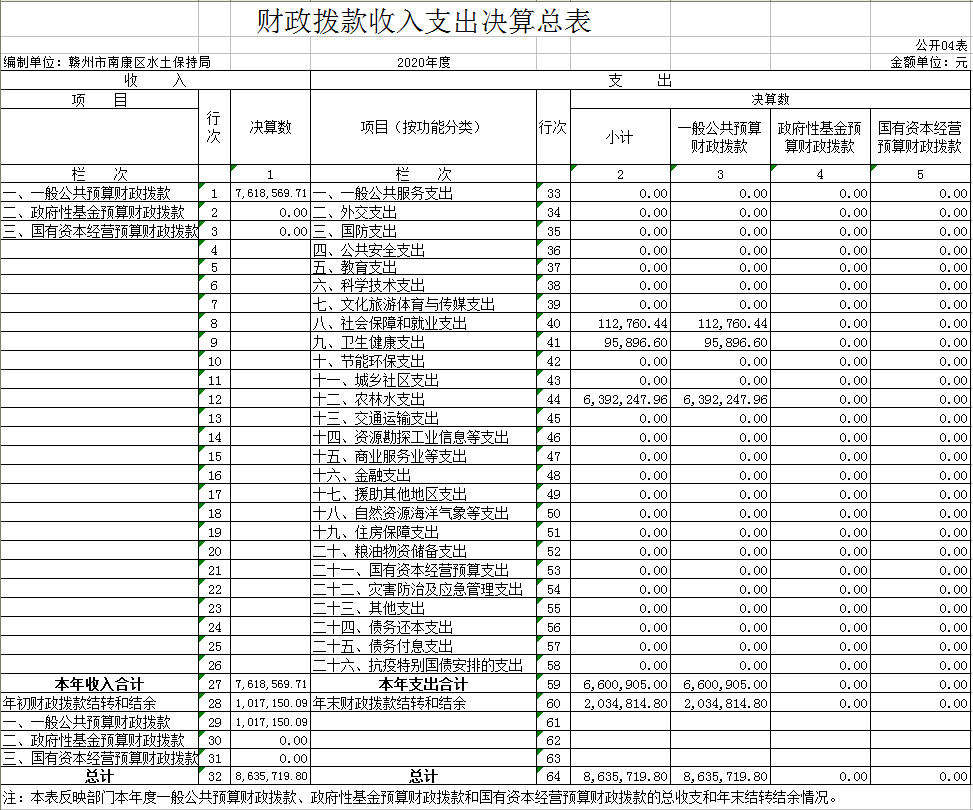 财政拨款收入支出决算总表
公开04表
编制单位：赣州市南康区水土保持局 2020年度 金额单位：元
收 入 支 出
项 目 行次 决算数 项目（按功能分类） 行次 决算数
小计 一般公共预算财政拨款 政府性基金预算财政拨款 国有资本经营预算财政拨款
栏 次 1 栏 次 2 3 4 5
一、一般公共预算财政拨款 1 7,618,569.71 一、一般公共服务支出 33 0.00 0.00 0.00 0.00
二、政府性基金预算财政拨款 2 0.00 二、外交支出 34 0.00 0.00 0.00 0.00
三、国有资本经营预算财政拨款 3 0.00 三、国防支出 35 0.00 0.00 0.00 0.00
4 四、公共安全支出 36 0.00 0.00 0.00 0.00
5 五、教育支出 37 0.00 0.00 0.00 0.00
6 六、科学技术支出 38 0.00 0.00 0.00 0.00
7 七、文化旅游体育与传媒支出 39 0.00 0.00 0.00 0.00
8 八、社会保障和就业支出 40 112,760.44 112,760.44 0.00 0.00
9 九、卫生健康支出 41 95,896.60 95,896.60 0.00 0.00
10 十、节能环保支出 42 0.00 0.00 0.00 0.00
11 十一、城乡社区支出 43 0.00 0.00 0.00 0.00
12 十二、农林水支出 44 6,392,247.96 6,392,247.96 0.00 0.00
13 十三、交通运输支出 45 0.00 0.00 0.00 0.00
14 十四、资源勘探工业信息等支出 46 0.00 0.00 0.00 0.00
15 十五、商业服务业等支出 47 0.00 0.00 0.00 0.00
16 十六、金融支出 48 0.00 0.00 0.00 0.00
17 十七、援助其他地区支出 49 0.00 0.00 0.00 0.00
18 十八、自然资源海洋气象等支出 50 0.00 0.00 0.00 0.00
19 十九、住房保障支出 51 0.00 0.00 0.00 0.00
20 二十、粮油物资储备支出 52 0.00 0.00 0.00 0.00
21 二十一、国有资本经营预算支出 53 0.00 0.00 0.00 0.00
22 二十二、灾害防治及应急管理支出 54 0.00 0.00 0.00 0.00
23 二十三、其他支出 55 0.00 0.00 0.00 0.00
24 二十四、债务还本支出 56 0.00 0.00 0.00 0.00
25 二十五、债务付息支出 57 0.00 0.00 0.00 0.00
26 二十六、抗疫特别国债安排的支出 58 0.00 0.00 0.00 0.00
本年收入合计 27 7,618,569.71 本年支出合计 59 6,600,905.00 6,600,905.00 0.00 0.00
年初财政拨款结转和结余 28 1,017,150.09 年末财政拨款结转和结余 60 2,034,814.80 2,034,814.80 0.00 0.00
一、一般公共预算财政拨款 29 1,017,150.09 61
二、政府性基金预算财政拨款 30 0.00 62
三、国有资本经营预算财政拨款 31 0.00 63
总计 32 8,635,719.80 总计 64 8,635,719.80 8,635,719.80 0.00 0.00
注：本表反映部门本年度一般公共预算财政拨款、政府性基金预算财政拨款和国有资本经营预算财政拨款的总收支和年末结转结余情况。